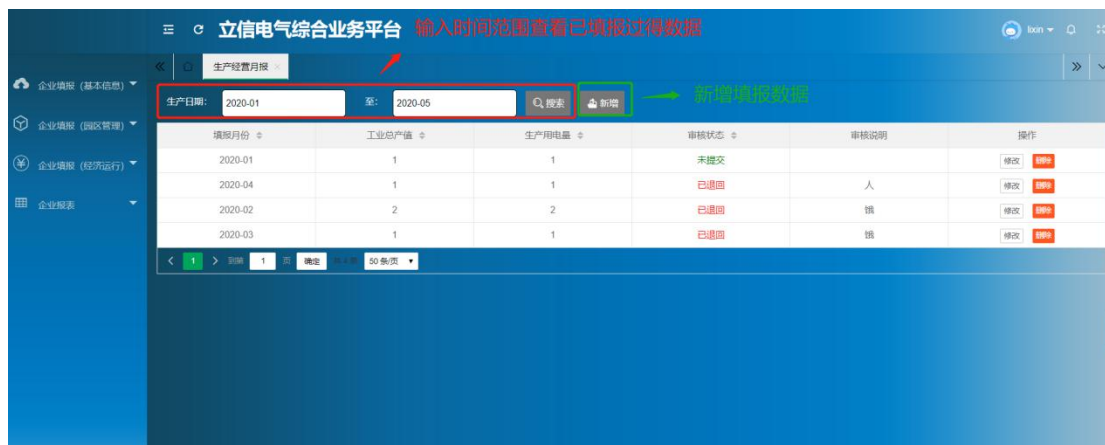 立信电气综合业务平台 输入时间范围查看已填报过得数据 lixin
生产经营月报
企业填报（基本信息）
企业填报（园区管理）
企业填报（经济运行）
企业报表
生产日期： 2020-01 至： 2020-05 搜索 新增 新增填报数据
填报月份 工业总产值 生产用电量 审核状态 审核说明 操作
2020-01 1 1 未提交 修改 删除
2020-04 1 1 已退回 人 修改 删除
2020-02 2 2 已退回 饿 修改 删除
2020-03 1 1 已退回 饿 修改 删除
1 到第 1 页 确定 50 条/页